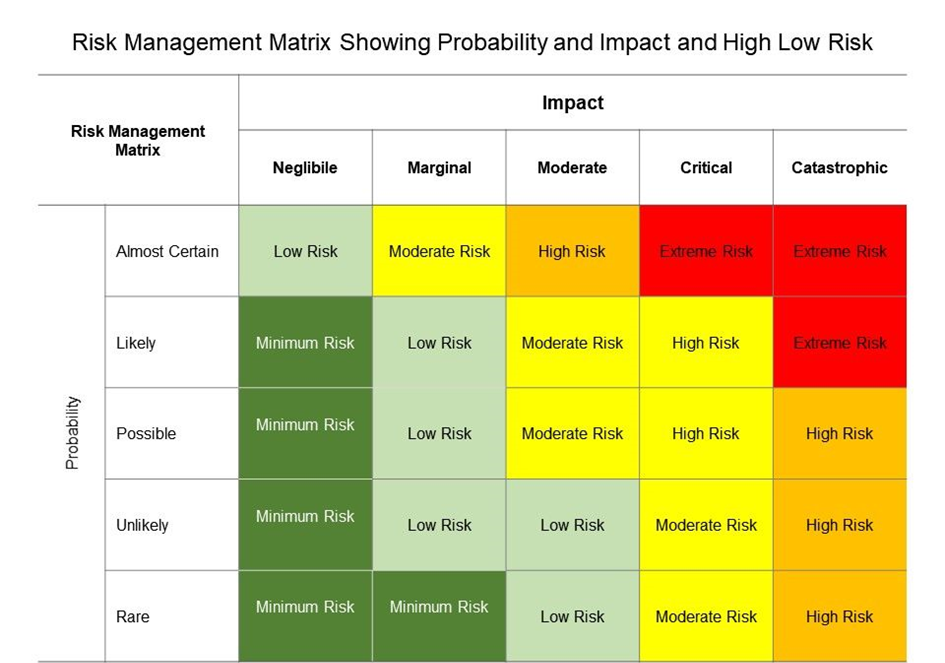 Risk Management Matrix Showing Probability and Impact and High Low Risk
Risk Management
Matrix
Impact
Neglibile
Marginal
Moderate
Critical
Catastrophic
Probability
Almost Certain
Low Risk
Moderate Risk
High Risk
Extreme Risk
Extreme Risk
Likely
Minimum Risk
Low Risk
Moderate Risk
High Risk
Extreme Risk
Possible
Minimum Risk
Low Risk
Moderate Risk
High Risk
High Risk
Unlikely
Minimum Risk
Low Risk
Low Risk
Moderate Risk
High Risk
Rare
Minimum Risk
Minimum Risk
Low Risk
Moderate Risk
High Risk